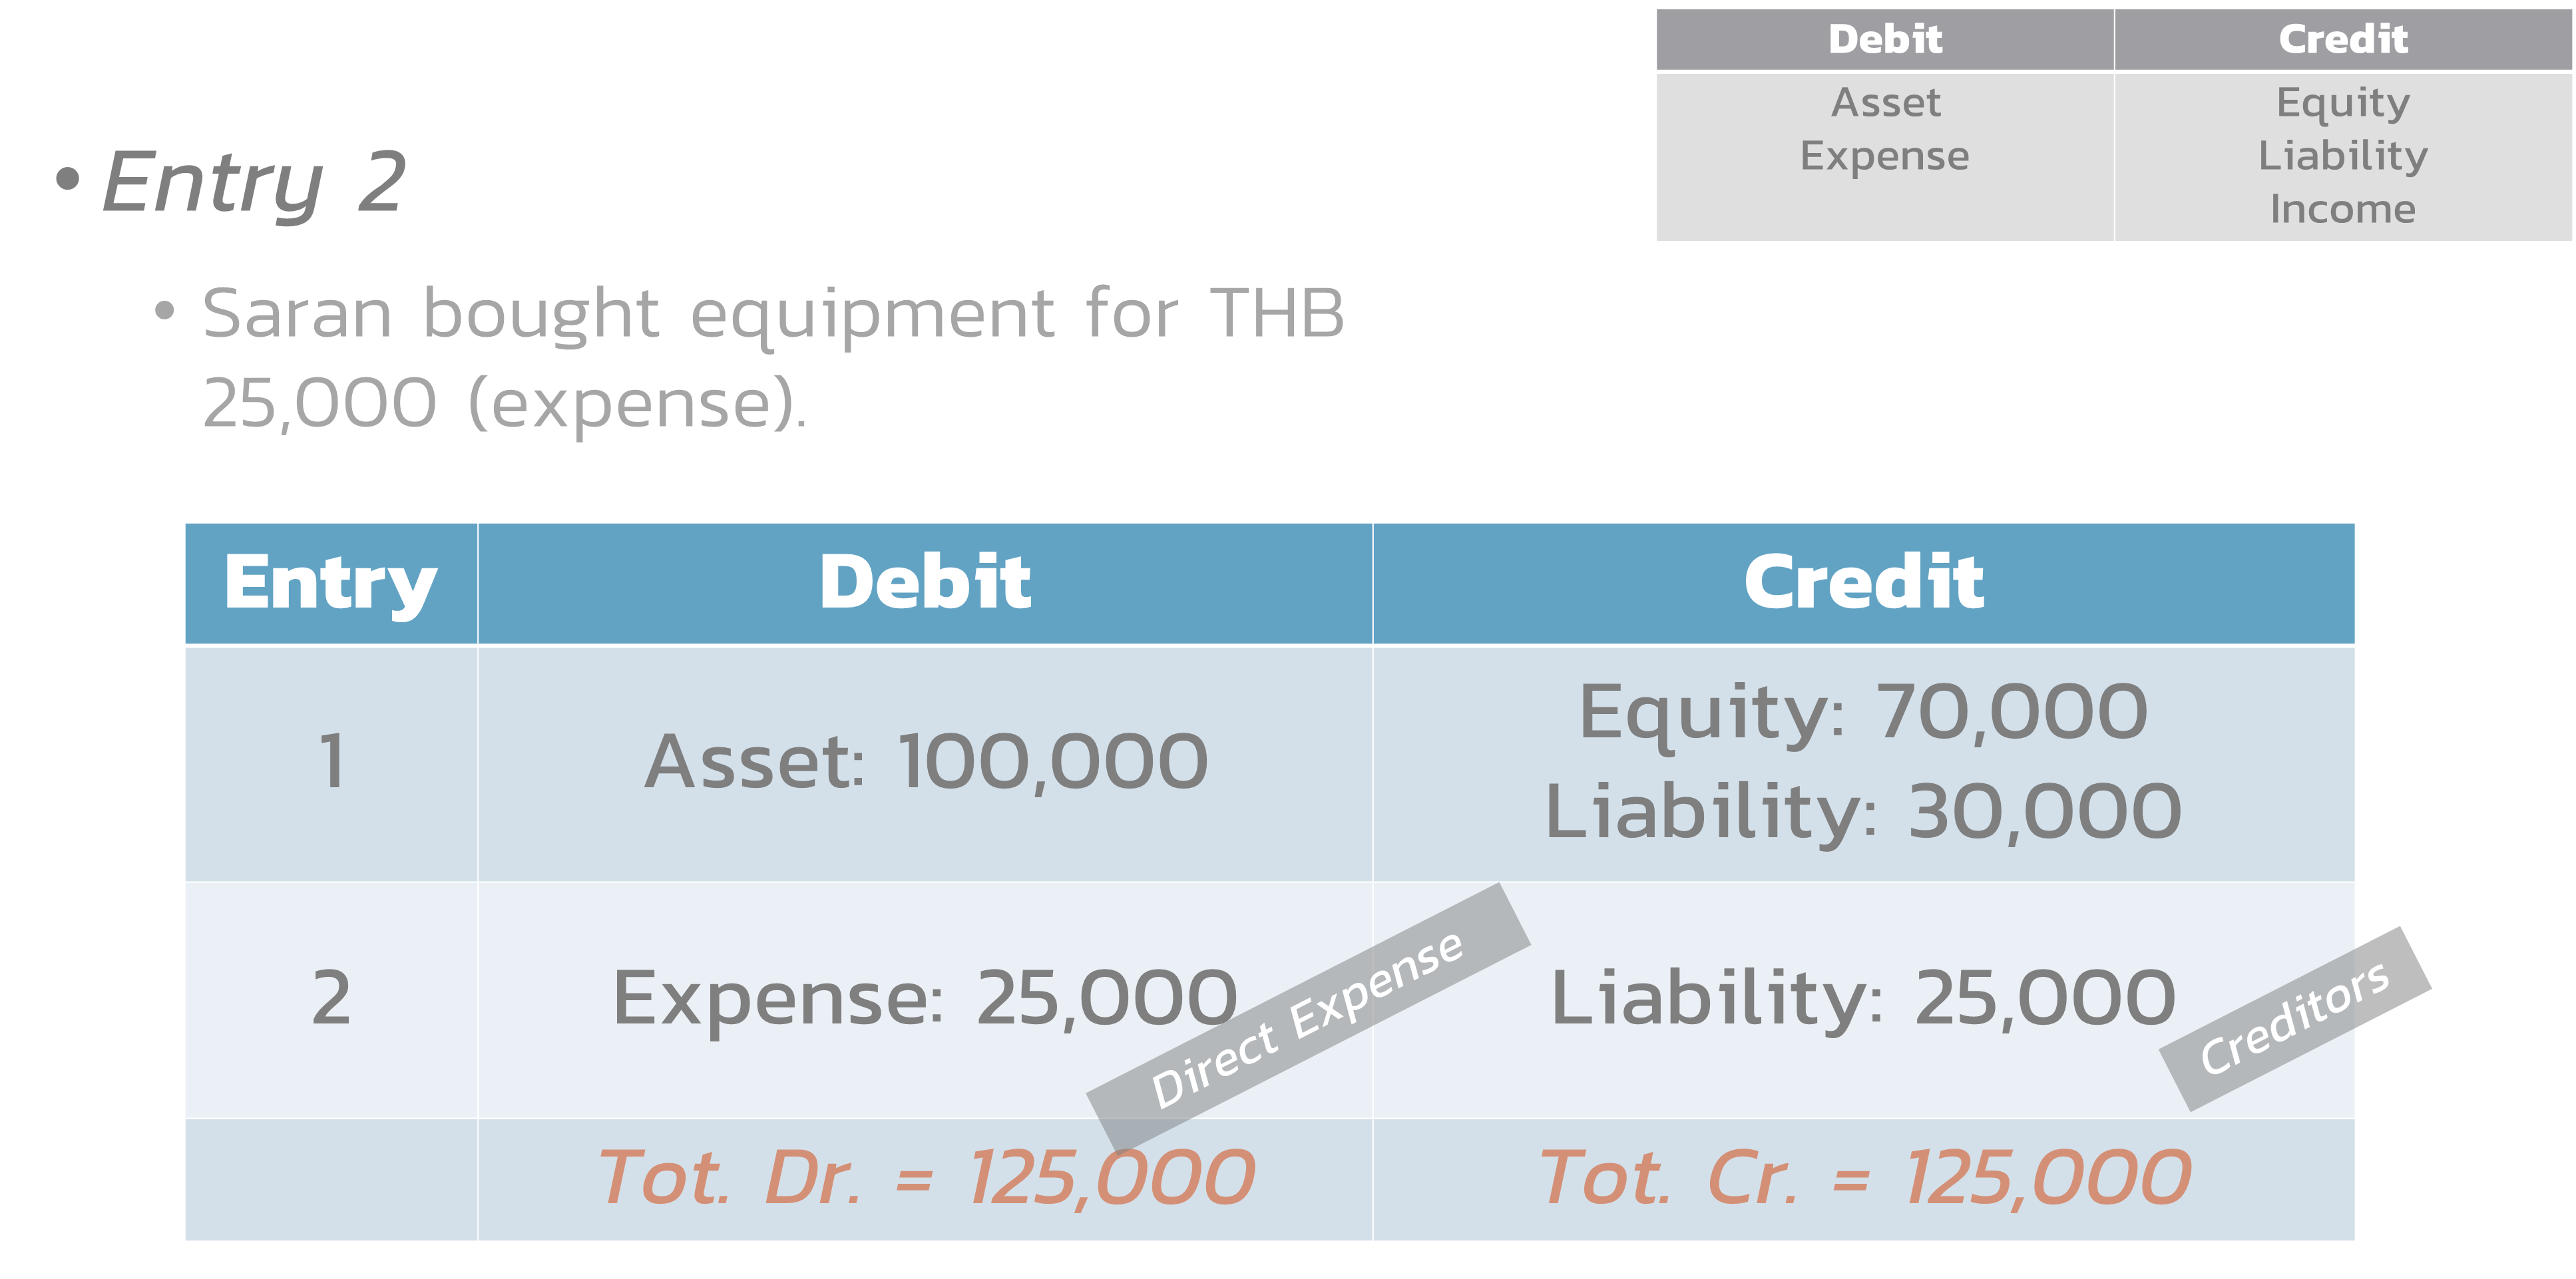 Debit Credit
Asset Equity
Expense Liability
Income
• Entry 2
• Saran bought equipment for THB
25,000 (expense).
Entry Debit Credit
1 Asset: 100,000 Equity: 70,000
Liability: 30,000
2 Expense: 25,000 Liability: 25,000
Direct Expense
Creditors
Tot. Dr. = 125,000 Tot. Cr. = 125,000